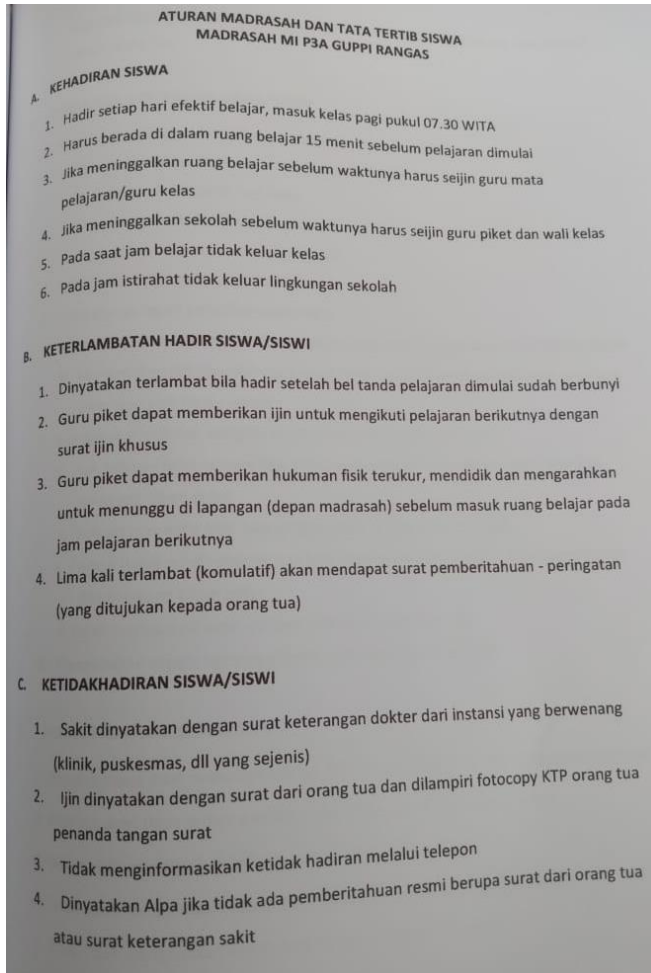 ATURAN MADRASAH DAN TATA TERTIB SISWA
MADRASAH MI P3A GUPPI RANGAS
A. KEHADIRAN SISWA
1. Hadir setiap hari efektif belajar, masuk kelas pagi pukul 07.30 WITA
2. Harus berada di dalam ruang belajar 15 menit sebelum pelajaran dimulai
3. Jika meninggalkan ruang belajar sebelum waktunya harus seijin guru mata
pelajaran/guru kelas
4. Jika meninggalkan sekolah sebelum waktunya harus seijin guru piket dan wali kelas
5. Pada saat jam belajar tidak keluar kelas
6. Pada jam istirahat tidak keluar lingkungan sekolah
B. KETERLAMBATAN HADIR SISWA/SISWI
1. Dinyatakan terlambat bila hadir setelah bel tanda pelajaran dimulai sudah berbunyi
2. Guru piket dapat memberikan ijin untuk mengikuti pelajaran berikutnya dengan
surat ijin khusus
3. Guru piket dapat memberikan hukuman fisik terukur, mendidik dan mengarahkan
untuk menunggu di lapangan (depan madrasah) sebelum masuk ruang belajar pada
jam pelajaran berikutnya
4. Lima kali terlambat (komulatif) akan mendapat surat pemberitahuan - peringatan
(yang ditujukan kepada orang tua)
C. KETIDAKHADIRAN SISWA/SISWI
1. Sakit dinyatakan dengan surat keterangan dokter dari instansi yang berwenang
(klinik, puskesmas, dll yang sejenis)
2. Ijin dinyatakan dengan surat dari orang tua dan dilampiri fotocopy KTP orang tua
penanda tangan surat
3. Tidak menginformasikan ketidak hadiran melalui telepon
4. Dinyatakan Alpa jika tidak ada pemberitahuan resmi berupa surat dari orang tua
atau surat keterangan sakit